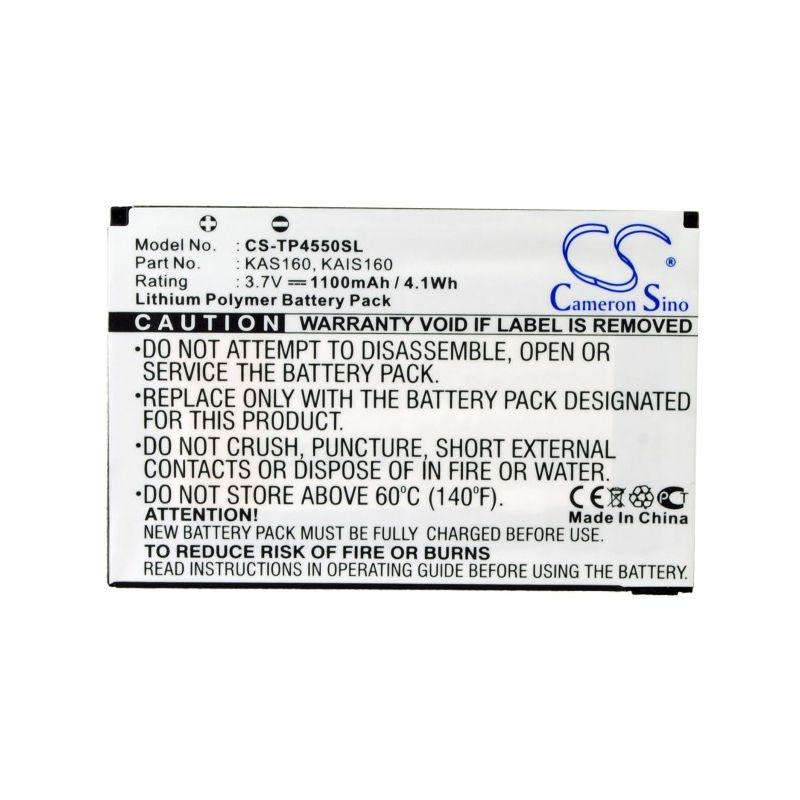 Model No. : CS-TP4550SL
Part No. : KAS160, KAIS160
Rating : 3.7V 1100mAh / 4.1Wh
Lithium Polymer Battery Pack
CS
®
Cameron Sino
CAUTION WARRANTY VOID IF LABEL IS REMOVED
•DO NOT ATTEMPT TO DISASSEMBLE, OPEN OR
SERVICE THE BATTERY PACK.
•REPLACE ONLY WITH THE BATTERY PACK DESIGNATED
FOR THIS PRODUCT.
•DO NOT CRUSH, PUNCTURE, SHORT EXTERNAL
CONTACTS OR DISPOSE OF IN FIRE OR WATER.
•DO NOT STORE ABOVE 60°C (140°F).
CE PCT
Made In China
ATTENTION!
NEW BATTERY PACK MUST BE FULLY CHARGED BEFORE USE
TO REDUCE RISK OF FIRE OR BURNS
READ INSTRUCTIONS IN OPERATING GUIDE BEFORE USING THE BATTERY.